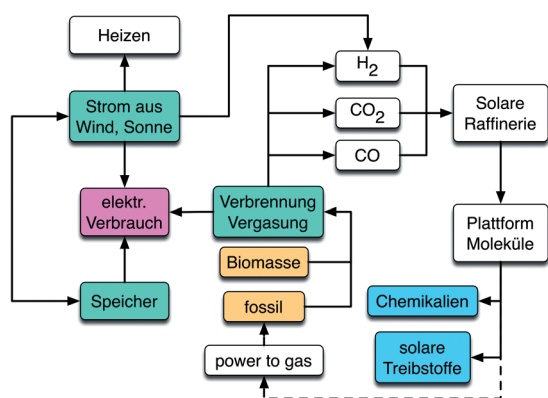 Heizen
Strom aus
Wind, Sonne
elektr.
Verbrauch
Speicher
Verbrennung
Vergasung
Biomasse
fossil
power to gas
H2
CO2
CO
Solare
Raffinerie
Plattform
Moleküle
Chemikalien
solare
Treibstoffe